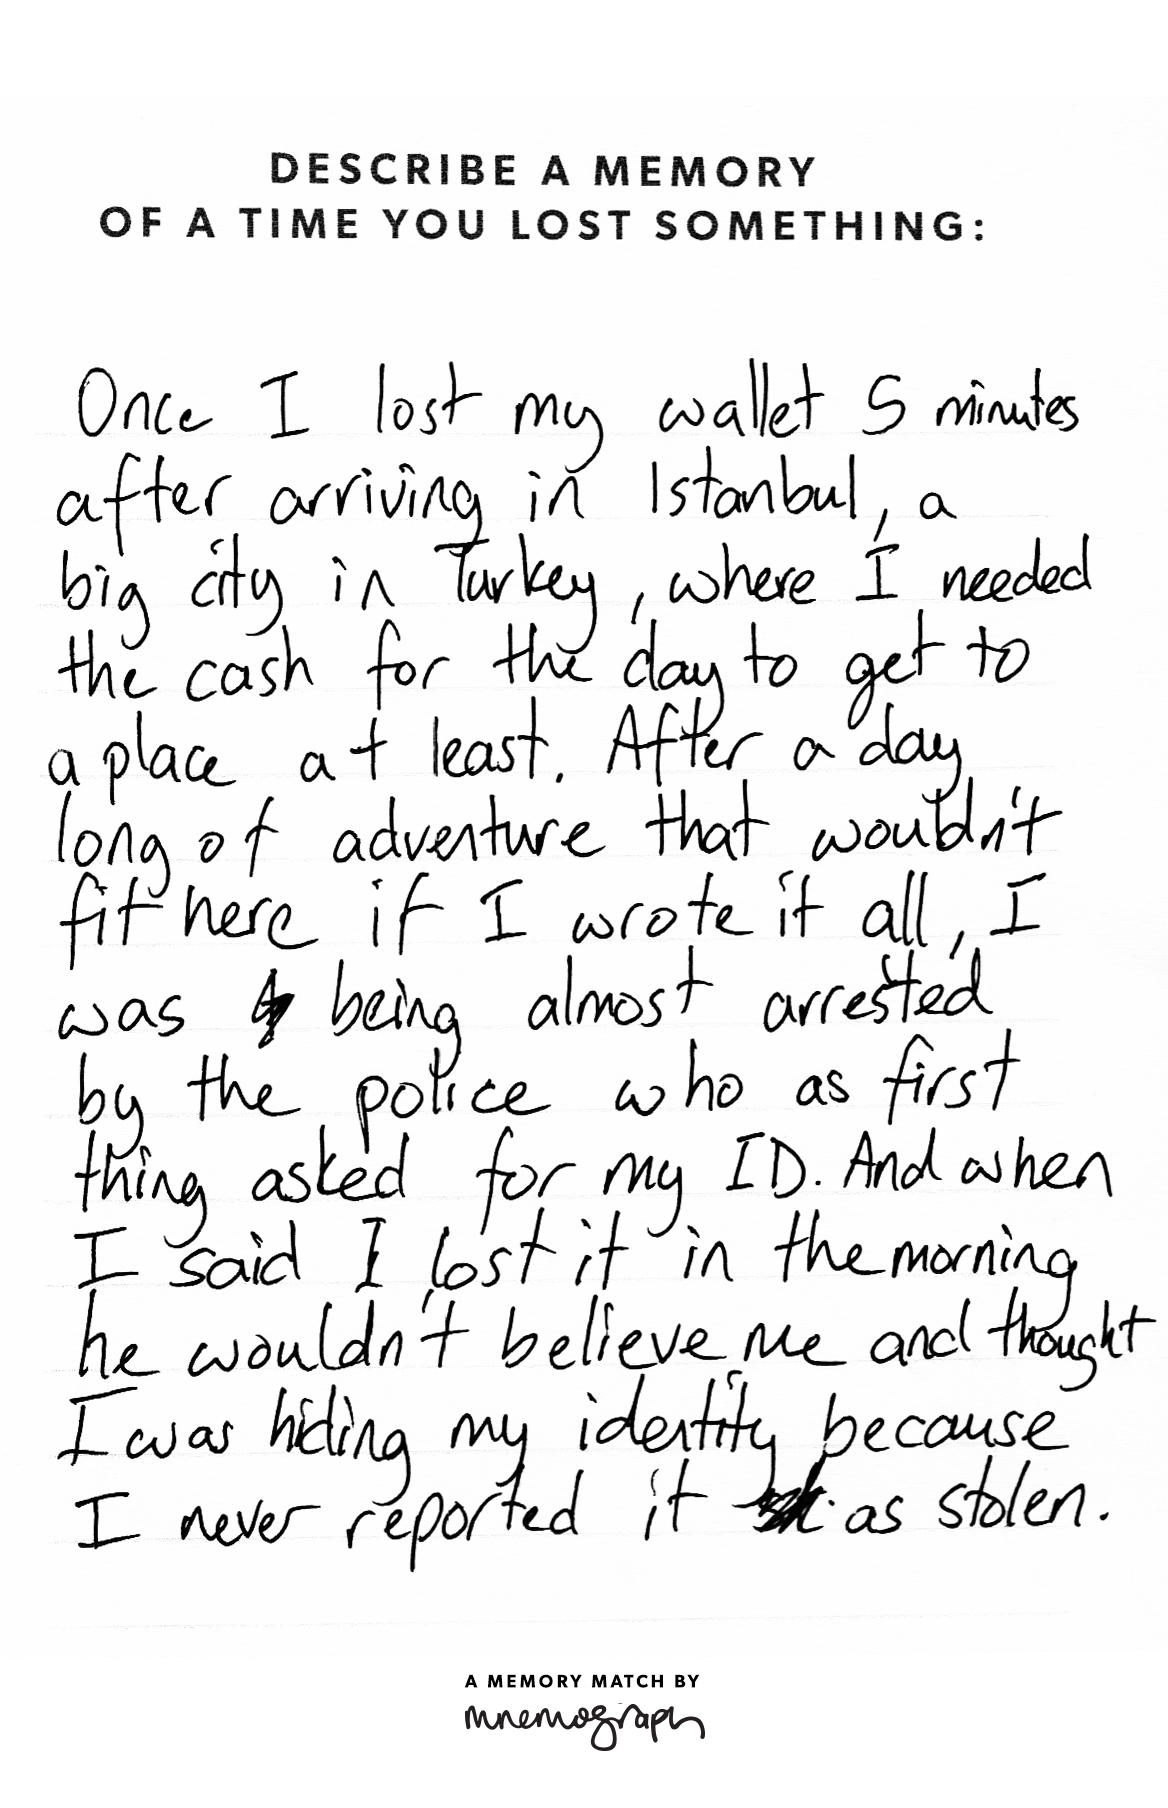 DESCRIBE A MEMORY
OF A TIME YOU LOST SOMETHING:
Once I lost my wallet 5 minutes
after arriving in Istanbul, a
big city in Turkey, where I needed
the cash for the day to get to
a place at least. After a day
long of adventure that wouldn't
fit here if I wrote it all, I
was being almost arrested
by the police who as first
thing asked for my ID. And when
I said I lost it in the morning
he wouldn't believe me and thought
I was hiding my identity because
I never reported it as stolen.
A MEMORY MATCH BY
mnemograph